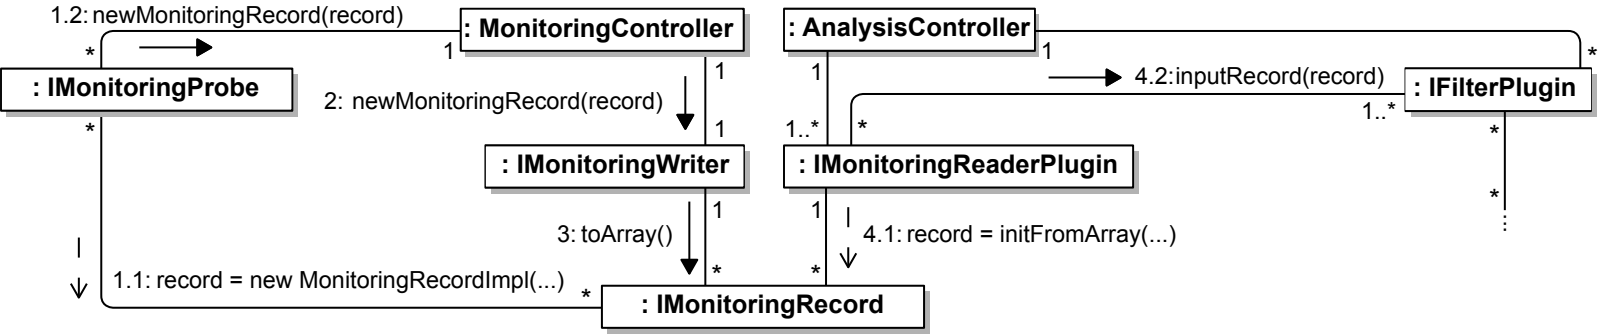 1.2: newMonitoringRecord(record)
: MonitoringController
: AnalysisController
*
1
1
*
: IMonitoringProbe
1
1
4.2:inputRecord(record)
: IFilterPlugin
2: newMonitoringRecord(record)
1..*
*
1
1..*
*
*
: IMonitoringWriter
: IMonitoringReaderPlugin
*
1
1
3: toArray()
4.1: record = initFromArray(...)
1.1: record = new MonitoringRecordImpl(...)
*
*
*
: IMonitoringRecord